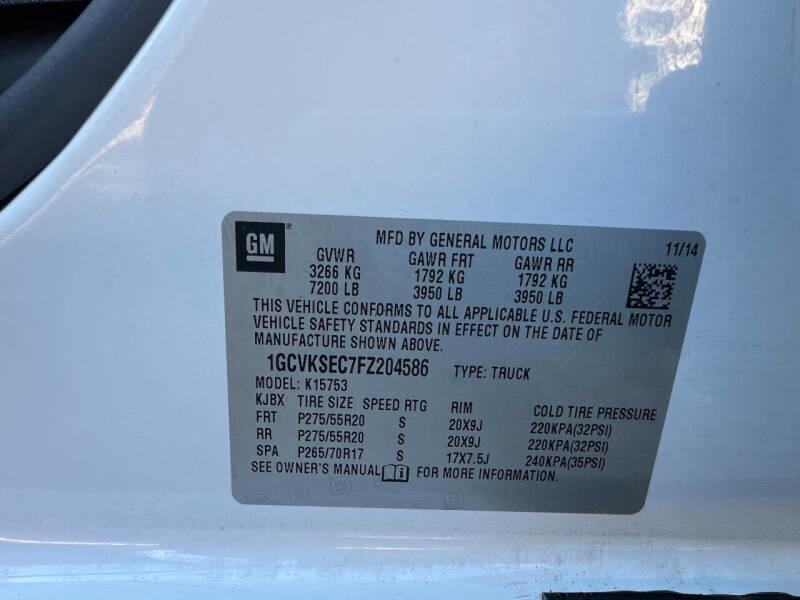 GM ®
MFD BY GENERAL MOTORS LLC 11/14
GVWR GAWR FRT GAWR RR
3266 KG 1792 KG 1792 KG
7200 LB 3950 LB 3950 LB
THIS VEHICLE CONFORMS TO ALL APPLICABLE U.S. FEDERAL MOTOR
VEHICLE SAFETY STANDARDS IN EFFECT ON THE DATE OF
MANUFACTURE SHOWN ABOVE.
1GCVKSEC7FZ204586 TYPE: TRUCK
MODEL: K15753
KJBX TIRE SIZE SPEED RTG RIM COLD TIRE PRESSURE
FRT P275/55R20 S 20X9J 220KPA(32PSI)
RR P275/55R20 S 20X9J 220KPA(32PSI)
SPA P265/70R17 S 17X7.5J 240KPA(35PSI)
SEE OWNER'S MANUAL FOR MORE INFORMATION.